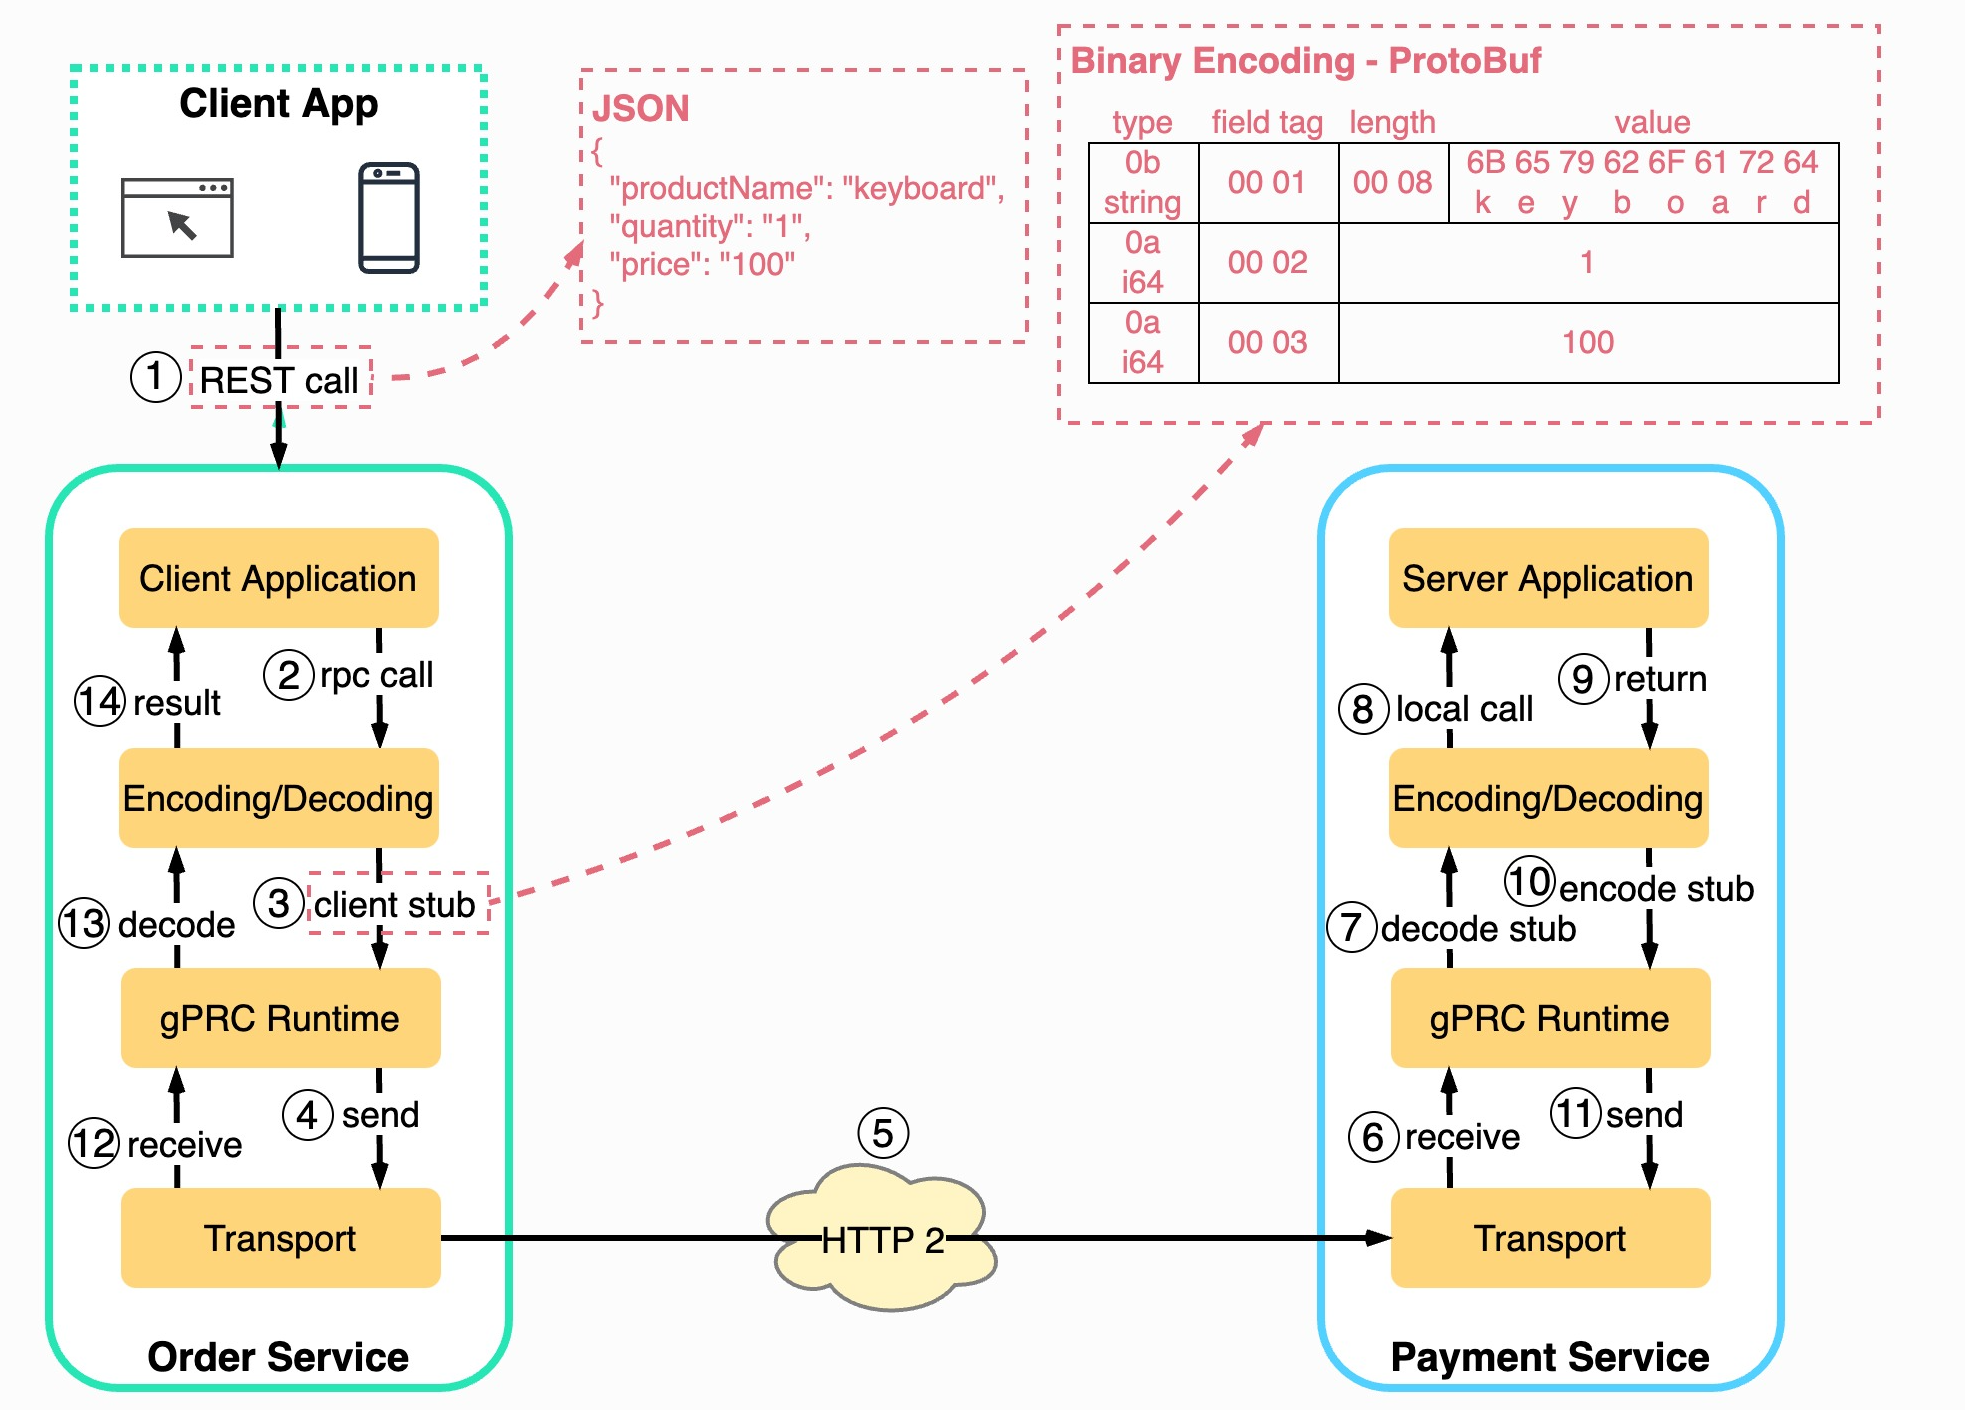 Client App
JSON
{
"productName": "keyboard",
"quantity": "1",
"price": "100"
}
Binary Encoding - ProtoBuf
type field tag length value
0b string 00 01 00 08 6B 65 79 62 6F 61 72 64
k e y b o a r d
0a i64 00 02 1
0a i64 00 03 100
1 REST call
Client Application
14 result
2 rpc call
Encoding/Decoding
13 decode
3 client stub
gPRC Runtime
12 receive
4 send
Transport
Order Service
5
HTTP 2
Server Application
8 local call
9 return
Encoding/Decoding
7 decode stub
10 encode stub
gPRC Runtime
6 receive
11 send
Transport
Payment Service